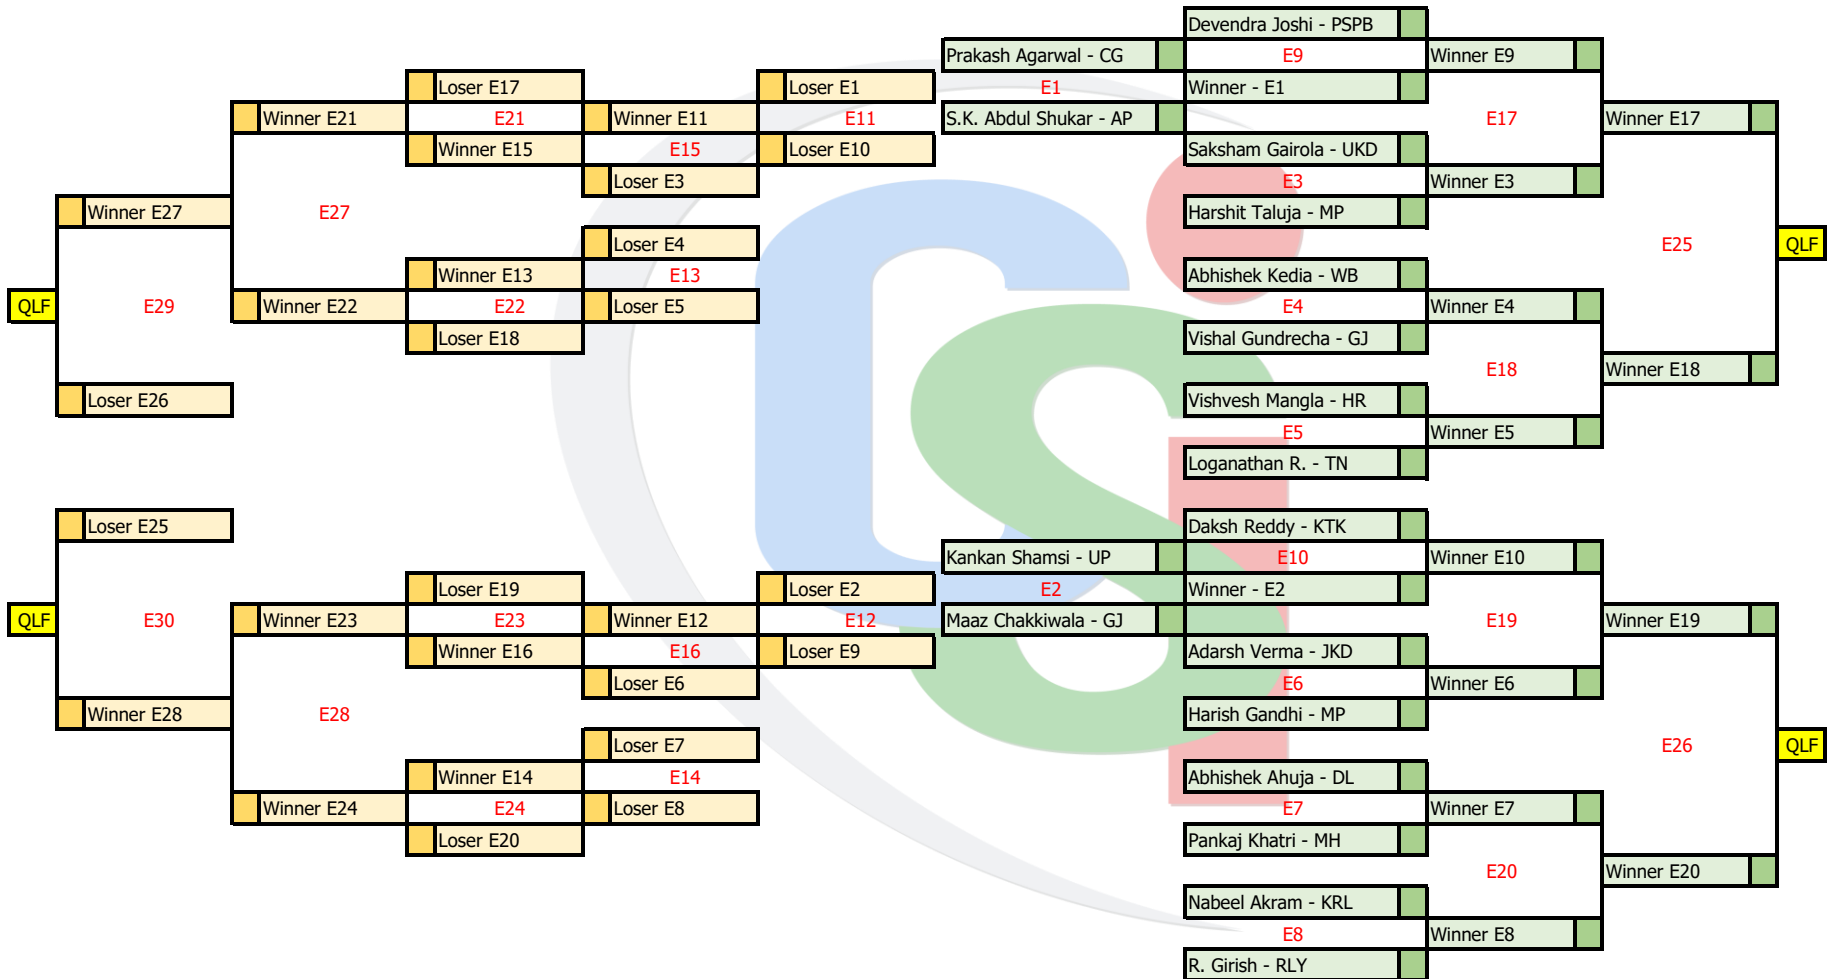 Devendra Joshi - PSPB
Prakash Agarwal - CG E9 Winner E9
Loser E17 Loser E1 E1 Winner - E1
Winner E21 E21 Winner E11 E11 S.K. Abdul Shukar - AP E17 Winner E17
Winner E15 E15 Loser E10 Saksham Gairola - UKD
Loser E3 E3 Winner E3
Winner E27 E27 Harshit Taluja - MP
Loser E4 E25 QLF
Winner E13 E13 Abhishek Kedia - WB
QLF E29 Winner E22 E22 Loser E5 E4 Winner E4
Loser E18 Vishal Gundrecha - GJ
E18 Winner E18
Loser E26 Vishvesh Mangla - HR
E5 Winner E5
Loganathan R. - TN
Loser E25 Daksh Reddy - KTK
Kankan Shamsi - UP E10 Winner E10
Loser E19 Loser E2 E2 Winner - E2
QLF E30 Winner E23 E23 Winner E12 E12 Maaz Chakkiwala - GJ E19 Winner E19
Winner E16 E16 Loser E9 Adarsh Verma - JKD
Loser E6 E6 Winner E6
Winner E28 E28 Harish Gandhi - MP
Loser E7 E26 QLF
Winner E14 E14 Abhishek Ahuja - DL
Winner E24 E24 Loser E8 E7 Winner E7
Loser E20 Pankaj Khatri - MH
E20 Winner E20
Nabeel Akram - KRL
E8 Winner E8
R. Girish - RLY